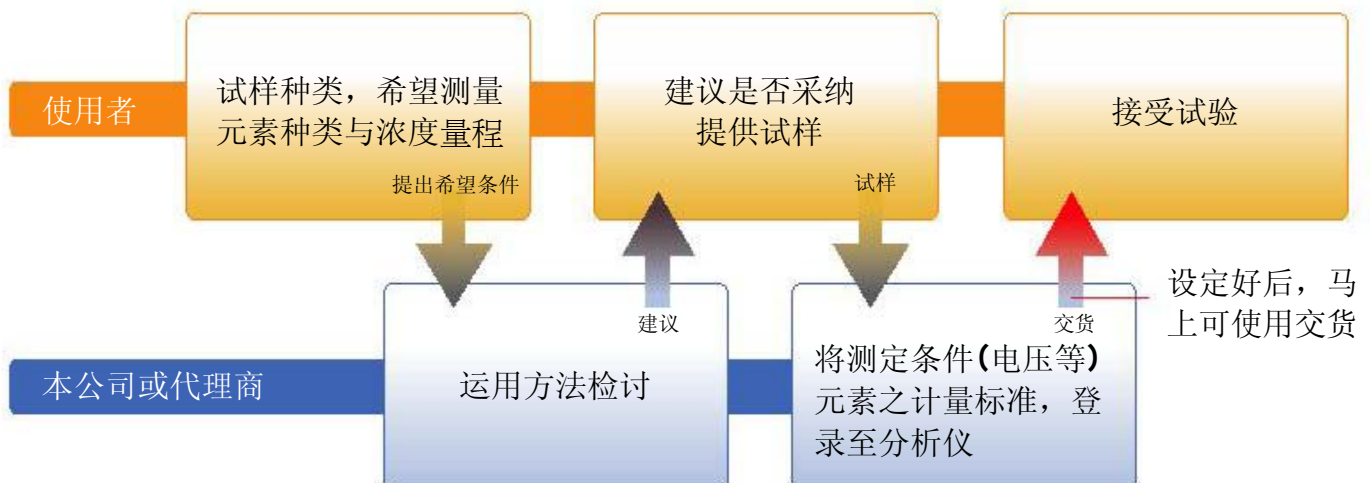 使用者
试样种类，希望测量
元素种类与浓度量程
提出希望条件
建议是否采纳
提供试样
试样
接受试验
本公司或代理商
建议
运用方法检讨
交货
将测定条件(电压等)
元素之计量标准，登
录至分析仪
设定好后，马
上可使用交货